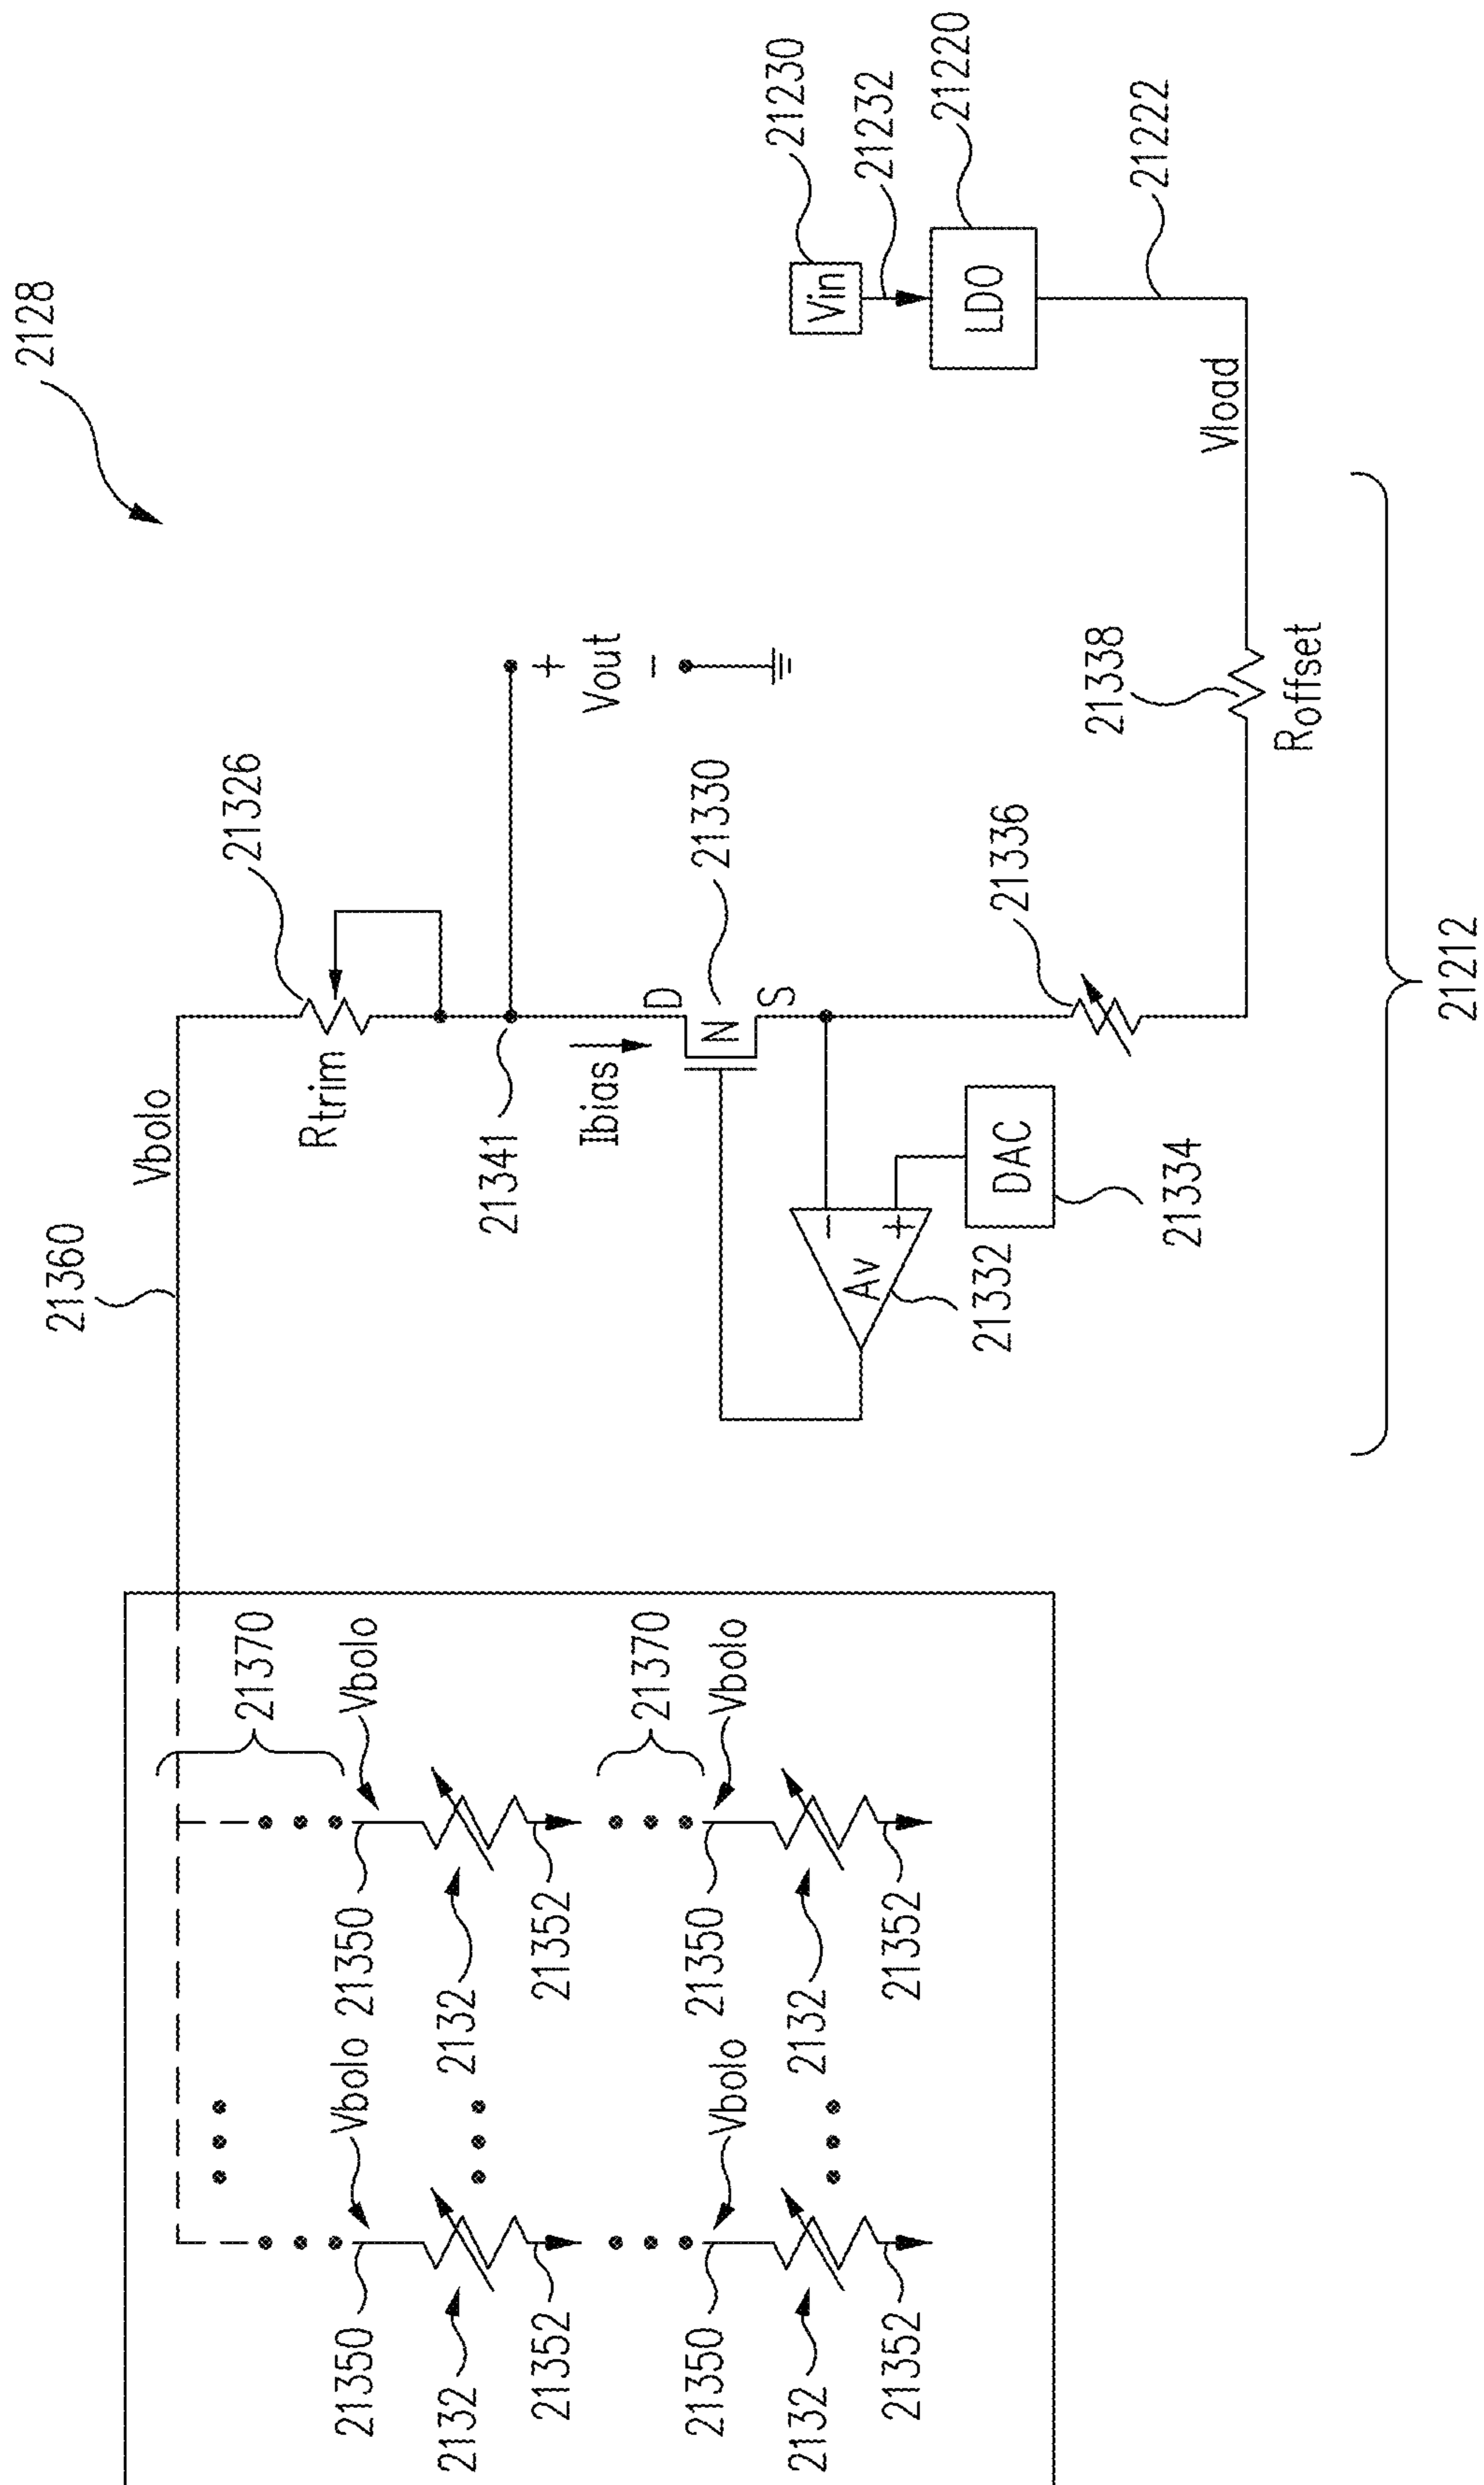 2128
21360
Vbolo
21326
Rtrim
21341
Ibias
D
N
S
21330
+
Vout
-
21230
Vin
21232
LDO
21220
21222
Vload
21338
Roffset
21336
-
+
Av
21332
DAC
21334
21212
21370
Vbolo
Vbolo
21350
21350
2132
2132
21352
21352
21370
Vbolo
Vbolo
21350
21350
2132
2132
21352
21352